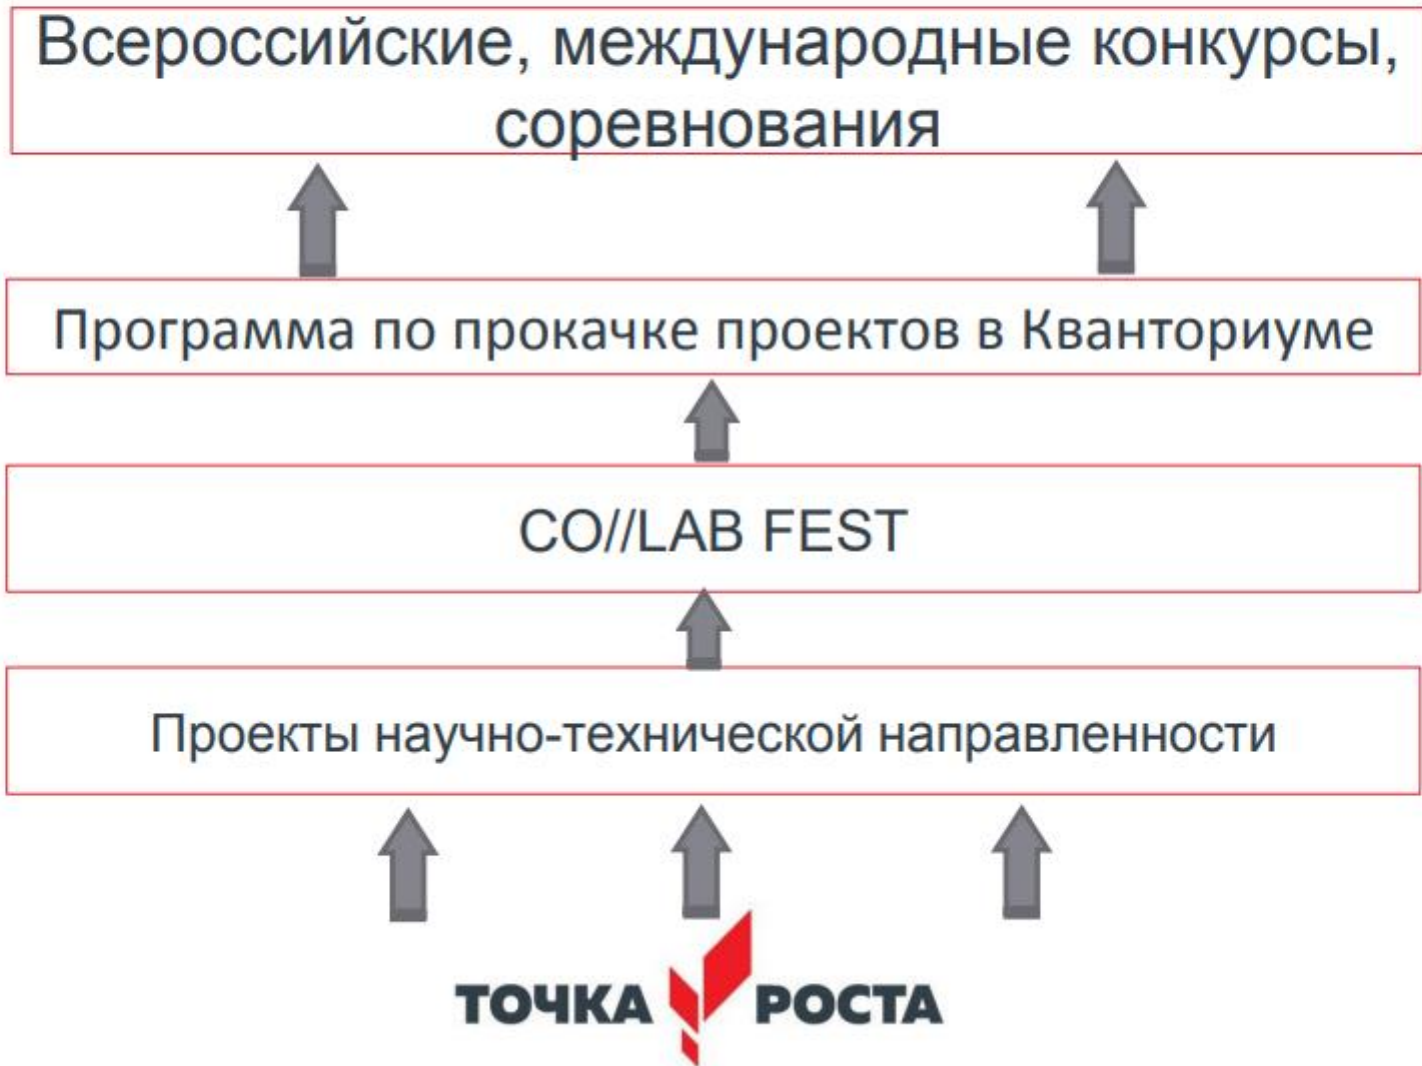 Всероссийские, международные конкурсы,
соревнования
Программа по прокачке проектов в Кванториуме
CO//LAB FEST
Проекты научно-технической направленности
ТОЧКА РОСТА